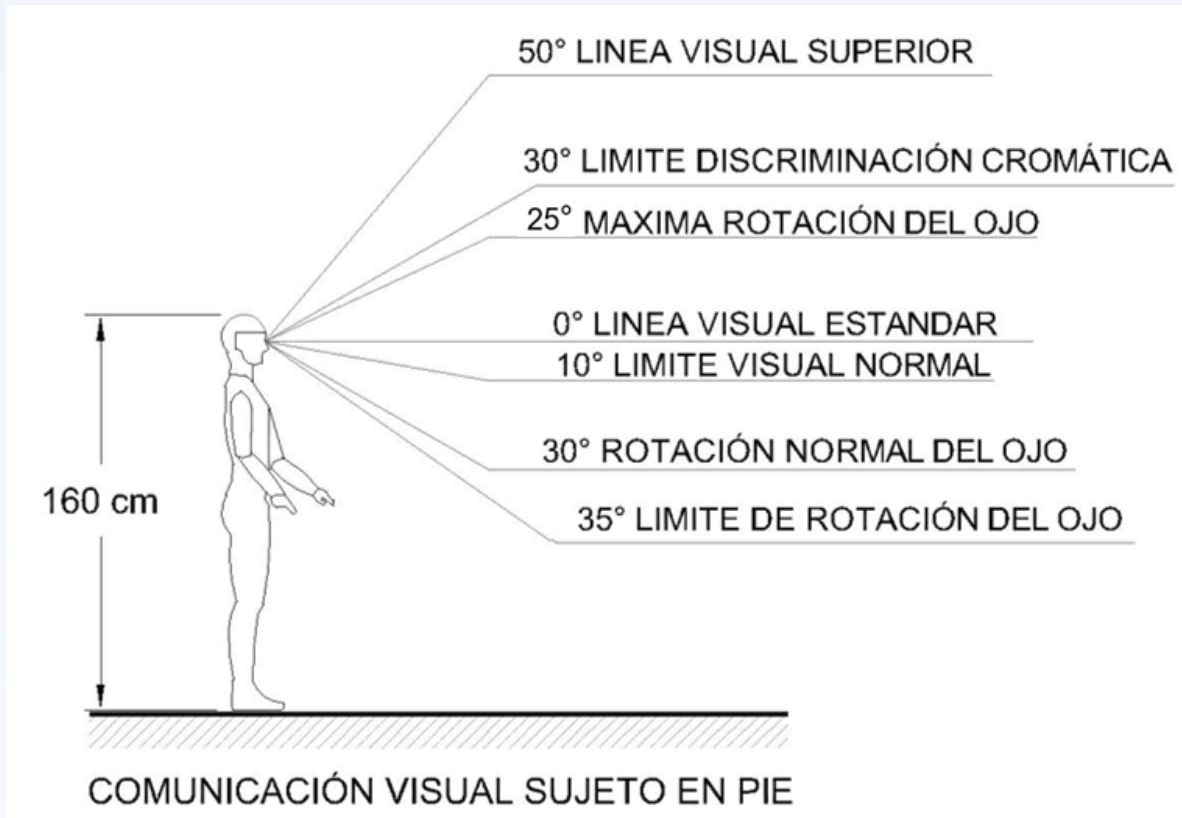 50° LINEA VISUAL SUPERIOR
30° LIMITE DISCRIMINACIÓN CROMÁTICA
25° MAXIMA ROTACIÓN DEL OJO
0° LINEA VISUAL ESTANDAR
10° LIMITE VISUAL NORMAL
30° ROTACIÓN NORMAL DEL OJO
160 cm
35° LIMITE DE ROTACIÓN DEL OJO
COMUNICACIÓN VISUAL SUJETO EN PIE